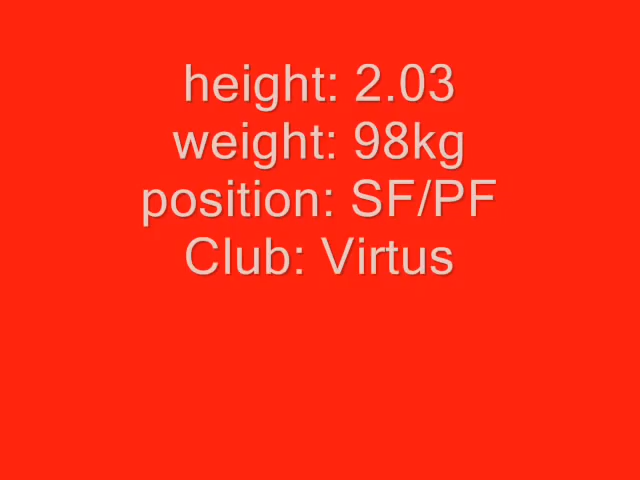 height: 2.03
weight: 98kg
position: SF/PF
Club: Virtus